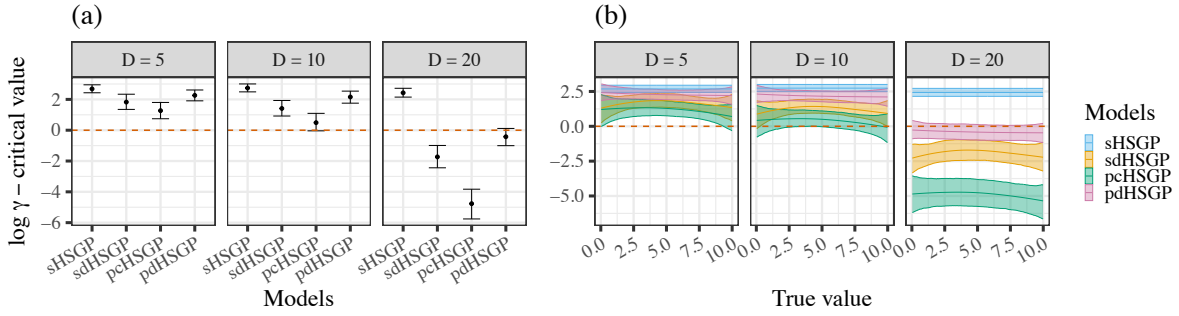 (a)
(b)
D = 5
D = 10
D = 20
D = 5
D = 10
D = 20
log γ − critical value
2
0
−2
−4
−6
2.5
0.0
−2.5
−5.0
sHSGP
sdHSGP
pcHSGP
pdHSGP
sHSGP
sdHSGP
pcHSGP
pdHSGP
sHSGP
sdHSGP
pcHSGP
pdHSGP
0.0
2.5
5.0
7.5
10.0
0.0
2.5
5.0
7.5
10.0
0.0
2.5
5.0
7.5
10.0
Models
True value
Models
sHSGP
sdHSGP
pcHSGP
pdHSGP